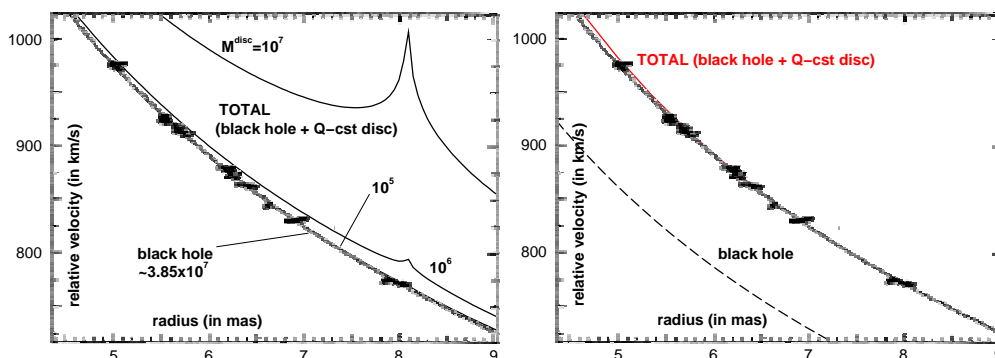 1000
900
800
relative velocity (in km/s)
M^disc=10^7
TOTAL
(black hole + Q−cst disc)
10^5
black hole
~3.85x10^7
10^6
radius (in mas)
5
6
7
8
9
1000
900
800
relative velocity (in km/s)
TOTAL (black hole + Q−cst disc)
black hole
radius (in mas)
5
6
7
8